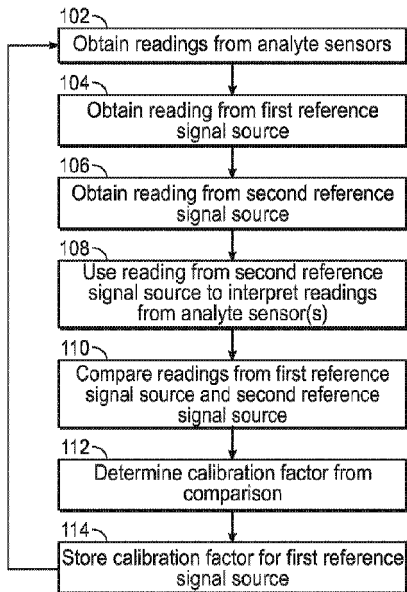 102
Obtain readings from analyte sensors
104
Obtain reading from first reference
signal source
106
Obtain reading from second reference
signal source
108
Use reading from second reference
signal source to interpret readings
from analyte sensor(s)
110
Compare readings from first reference
signal source and second reference
signal source
112
Determine calibration factor from
comparison
114
Store calibration factor for first reference
signal source